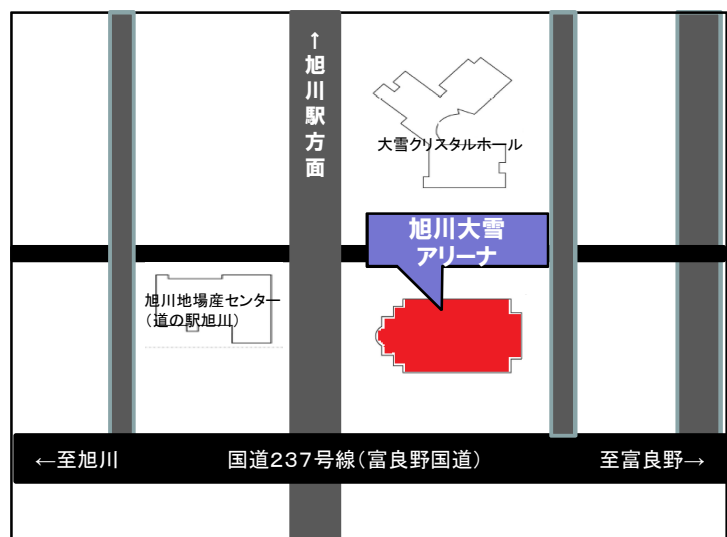 ↑旭川駅方面
大雪クリスタルホール
旭川大雪
アリーナ
旭川地場産センター
(道の駅旭川)
←至旭川 国道237号線(富良野国道) 至富良野→